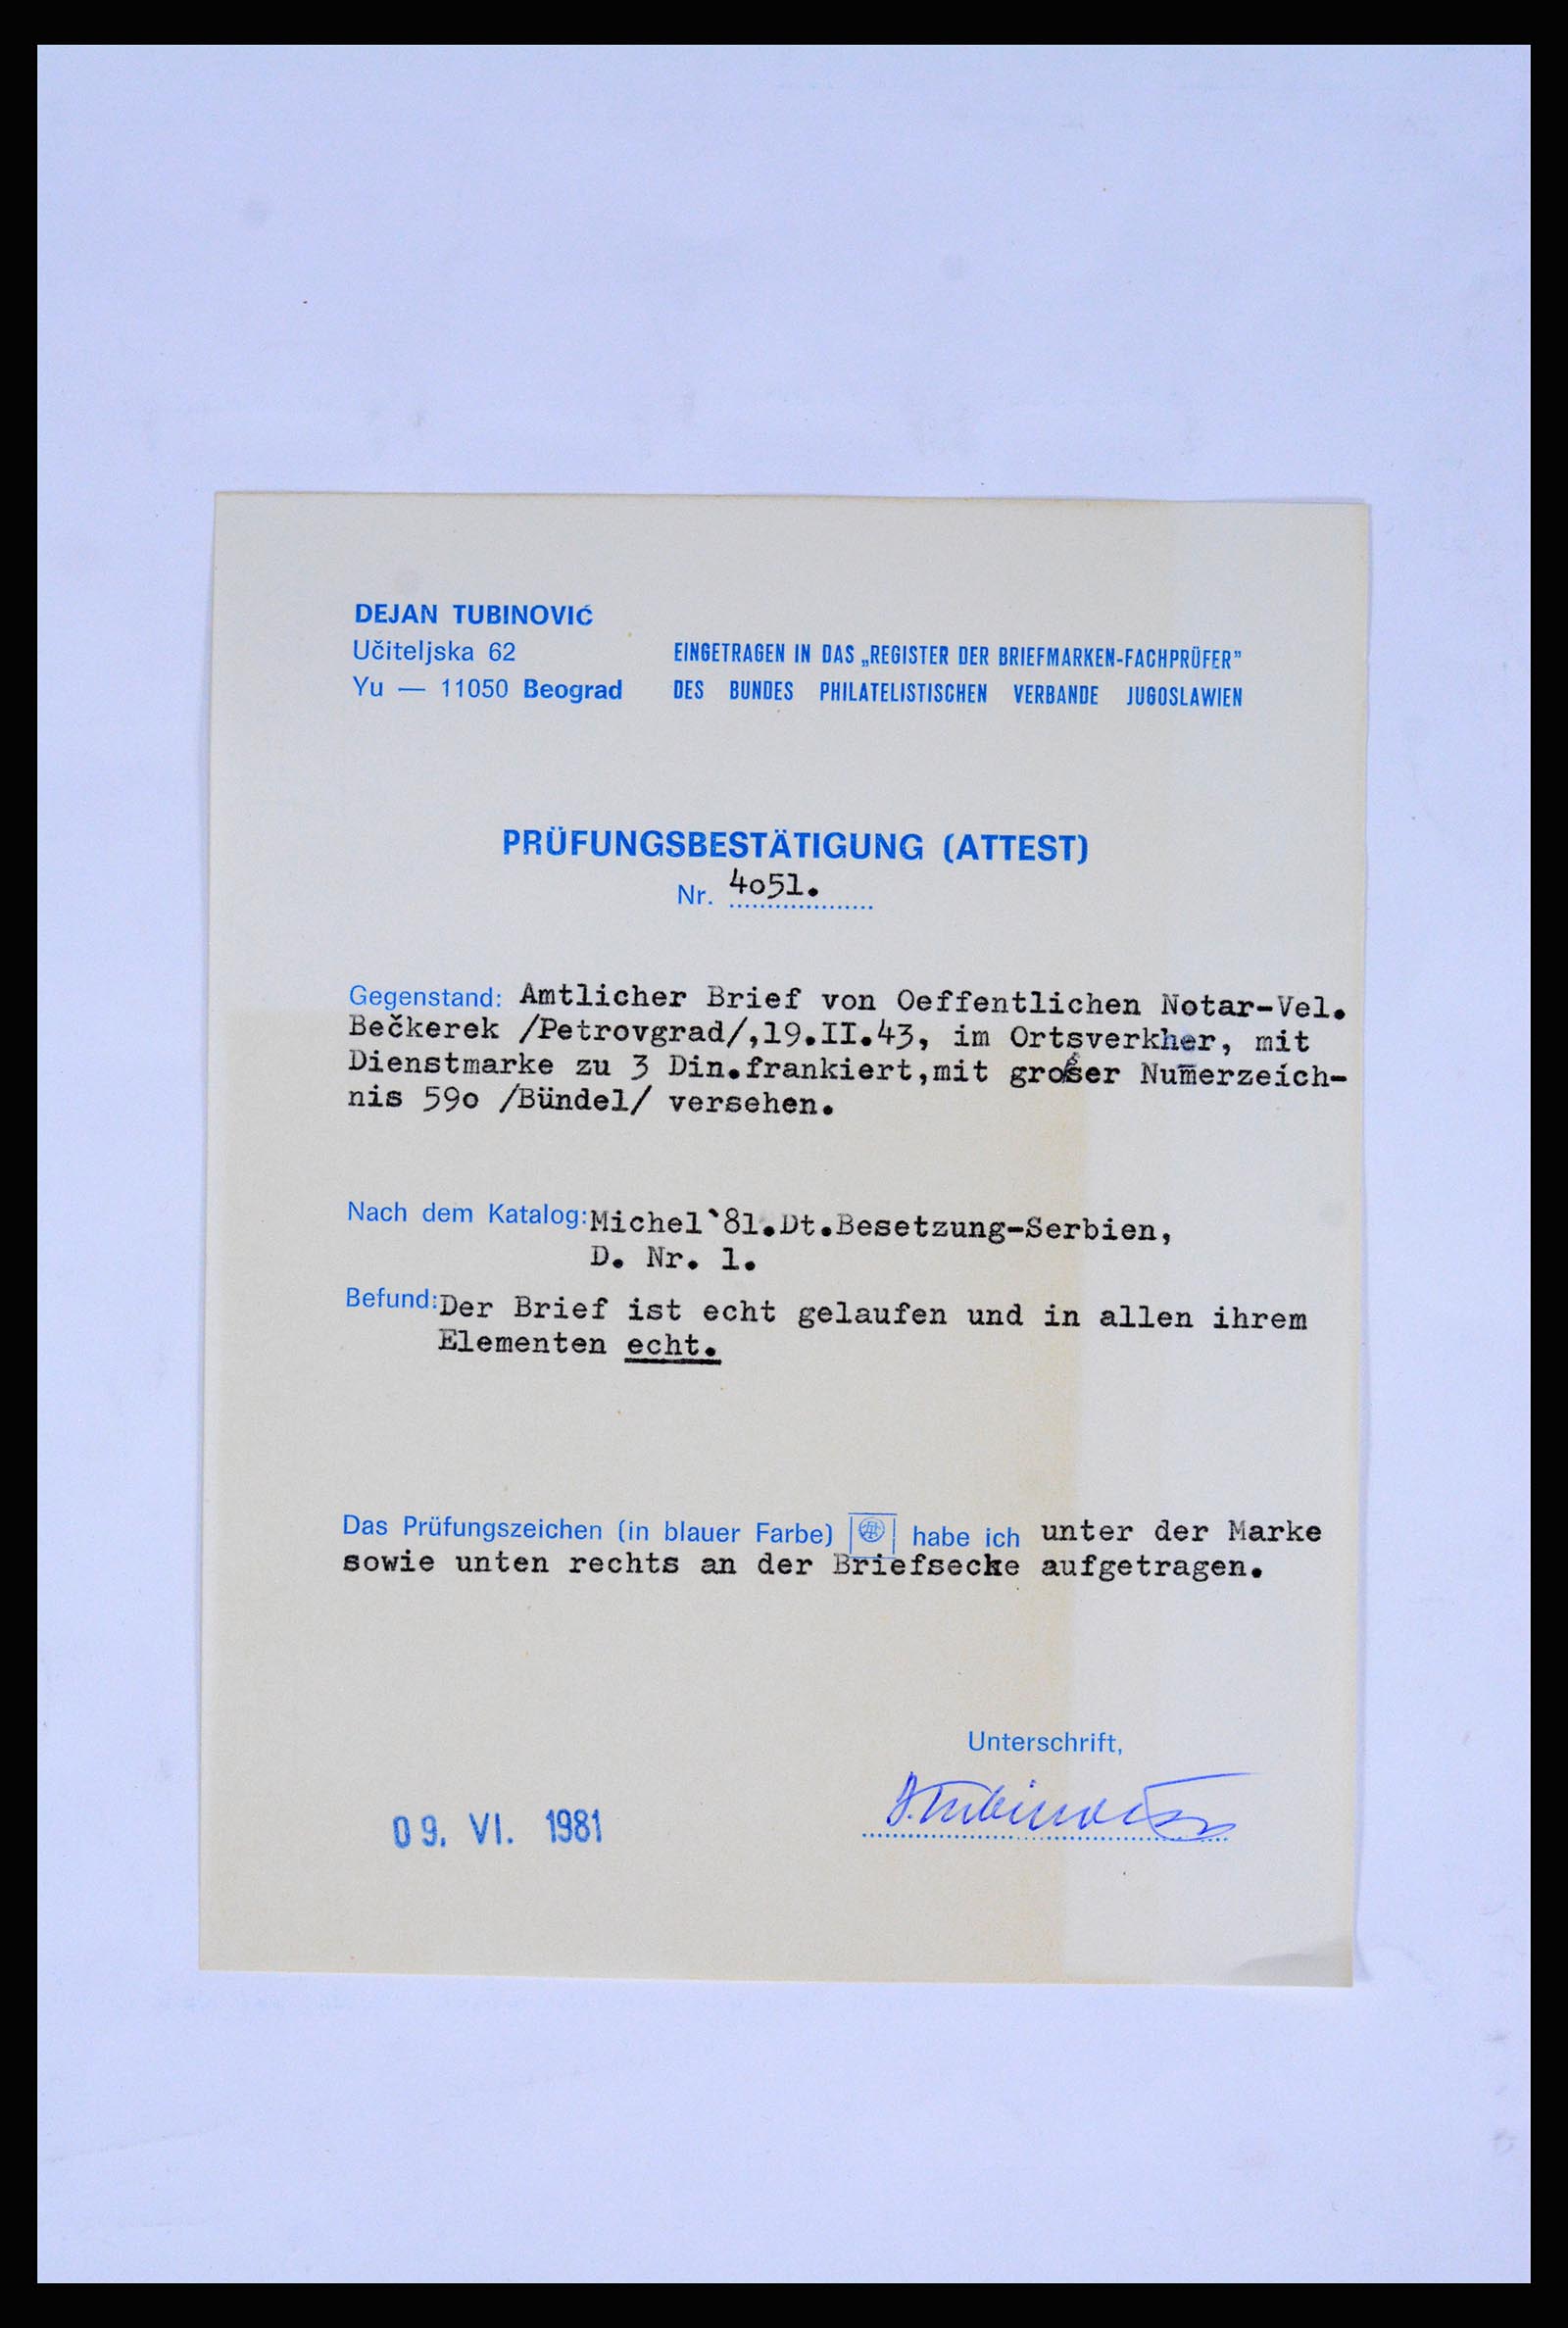 DEJAN TUBINOVIĆ
Učiteljska 62
Yu — 11050 Beograd
EINGETRAGEN IN DAS „REGISTER DER BRIEFMARKEN-FACHPRÜFER”
DES BUNDES PHILATELISTISCHEN VERBANDE JUGOSLAWIEN
PRÜFUNGSBESTÄTIGUNG (ATTEST)
Nr. 4o51.
Gegenstand: Amtlicher Brief von Oeffentlichen Notar-Vel.
Bečkerek /Petrovgrad/,19.II.43, im Ortsverkher, mit
Dienstmarke zu 3 Din.frankiert,mit großer Num̅erzeich-
nis 59o /Bündel/ versehen.
Nach dem Katalog: Michel`81.Dt.Besetzung-Serbien,
D. Nr. 1.
Befund: Der Brief ist echt gelaufen und in allen ihrem
Elementen echt.
Das Prüfungszeichen (in blauer Farbe) habe ich unter der Marke
sowie unten rechts an der Briefsecke aufgetragen.
Unterschrift,
D.Tubinović
09. VI. 1981